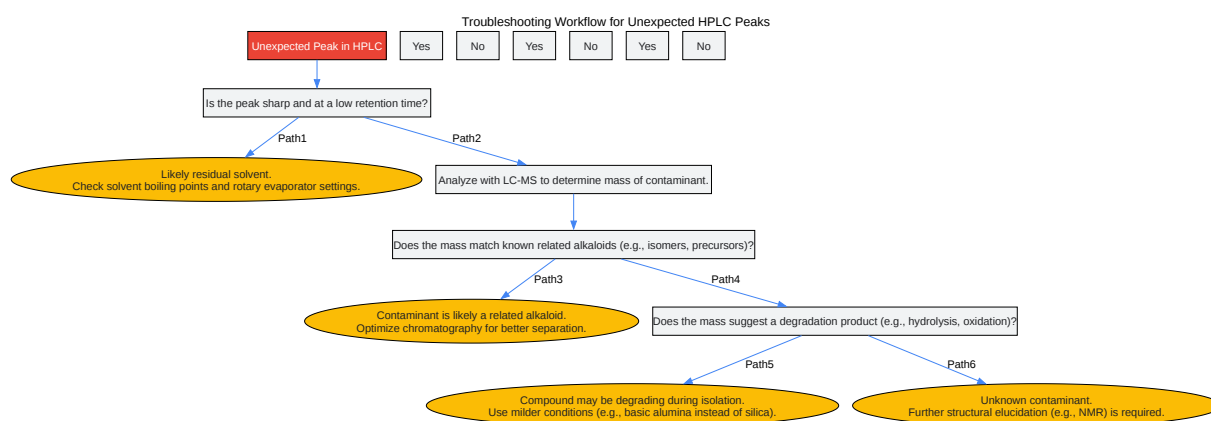 Troubleshooting Workflow for Unexpected HPLC Peaks
Unexpected Peak in HPLC
Yes
No
Yes
No
Yes
No
Is the peak sharp and at a low retention time?
Path1
Path2
Likely residual solvent.
Check solvent boiling points and rotary evaporator settings.
Analyze with LC-MS to determine mass of contaminant.
Does the mass match known related alkaloids (e.g., isomers, precursors)?
Path3
Path4
Contaminant is likely a related alkaloid.
Optimize chromatography for better separation.
Does the mass suggest a degradation product (e.g., hydrolysis, oxidation)?
Path5
Path6
Compound may be degrading during isolation.
Use milder conditions (e.g., basic alumina instead of silica).
Unknown contaminant.
Further structural elucidation (e.g., NMR) is required.